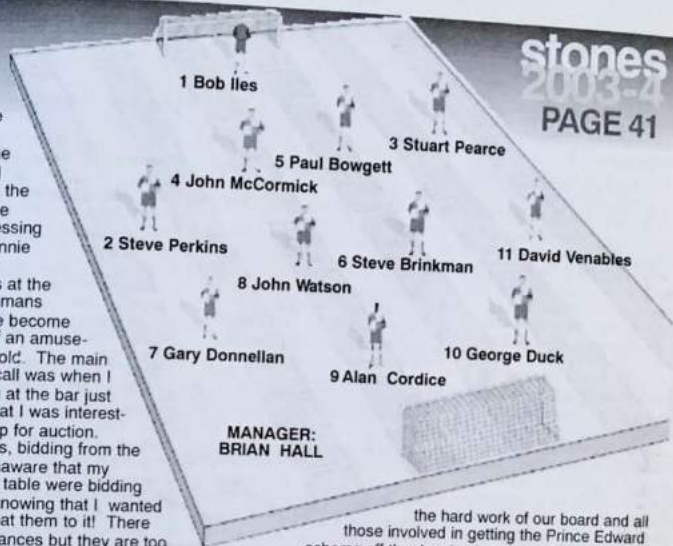 stones
2003-4
PAGE 41
1 Bob Iles
3 Stuart Pearce
5 Paul Bowgett
4 John McCormick
2 Steve Perkins
11 David Venables
6 Steve Brinkman
8 John Watson
7 Gary Donnellan
10 George Duck
9 Alan Cordice
MANAGER:
BRIAN HALL
the
essing
nnie
s at the
mans
e become
f an amuse-
old. The main
call was when I
at the bar just
at I was interest-
p for auction.
s, bidding from the
aware that my
table were bidding
nowing that I wanted
at them to it! There
ances but they are too
the hard work of our board and all
those involved in getting the Prince Edward